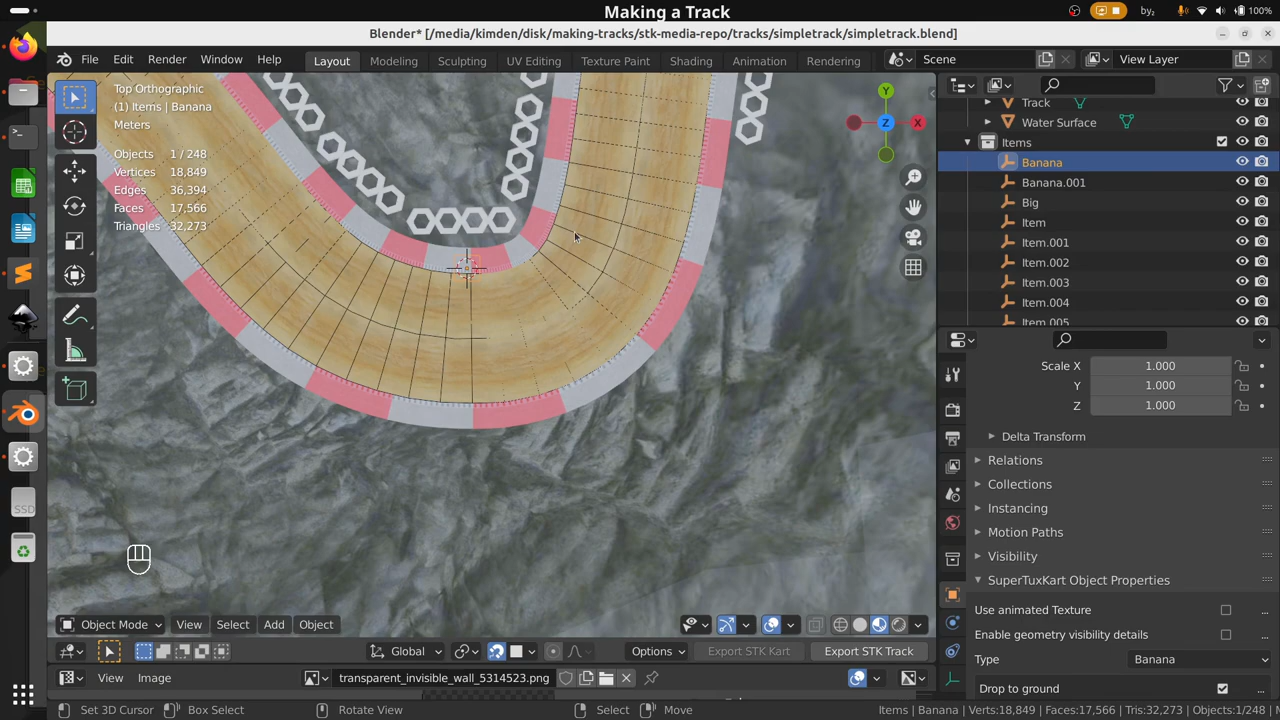 Making a Track
by₂
100%
Blender* [/media/kimden/disk/making-tracks/stk-media-repo/tracks/simpletrack/simpletrack.blend]
File Edit Render Window Help
Layout Modeling Sculpting UV Editing Texture Paint Shading Animation Rendering
Scene
View Layer
Top Orthographic
(1) Items | Banana
Meters
Objects 1 / 248
Vertices 18,849
Edges 36,394
Faces 17,566
Triangles 32,273
Y
Z
X
Track
Water Surface
Items
Banana
Banana.001
Big
Item
Item.001
Item.002
Item.003
Item.004
Item.005
Scale X 1.000
Y 1.000
Z 1.000
Delta Transform
Relations
Collections
Instancing
Motion Paths
Visibility
SuperTuxKart Object Properties
Use animated Texture ...
Enable geometry visibility details ...
Type Banana
Drop to ground ...
SSD
Object Mode View Select Add Object
Global
Options
Export STK Kart
Export STK Track
View Image
transparent_invisible_wall_5314523.png
Set 3D Cursor Box Select Rotate View Select Move
Items | Banana | Verts:18,849 | Faces:17,566 | Tris:32,273 | Objects:1/248 | M